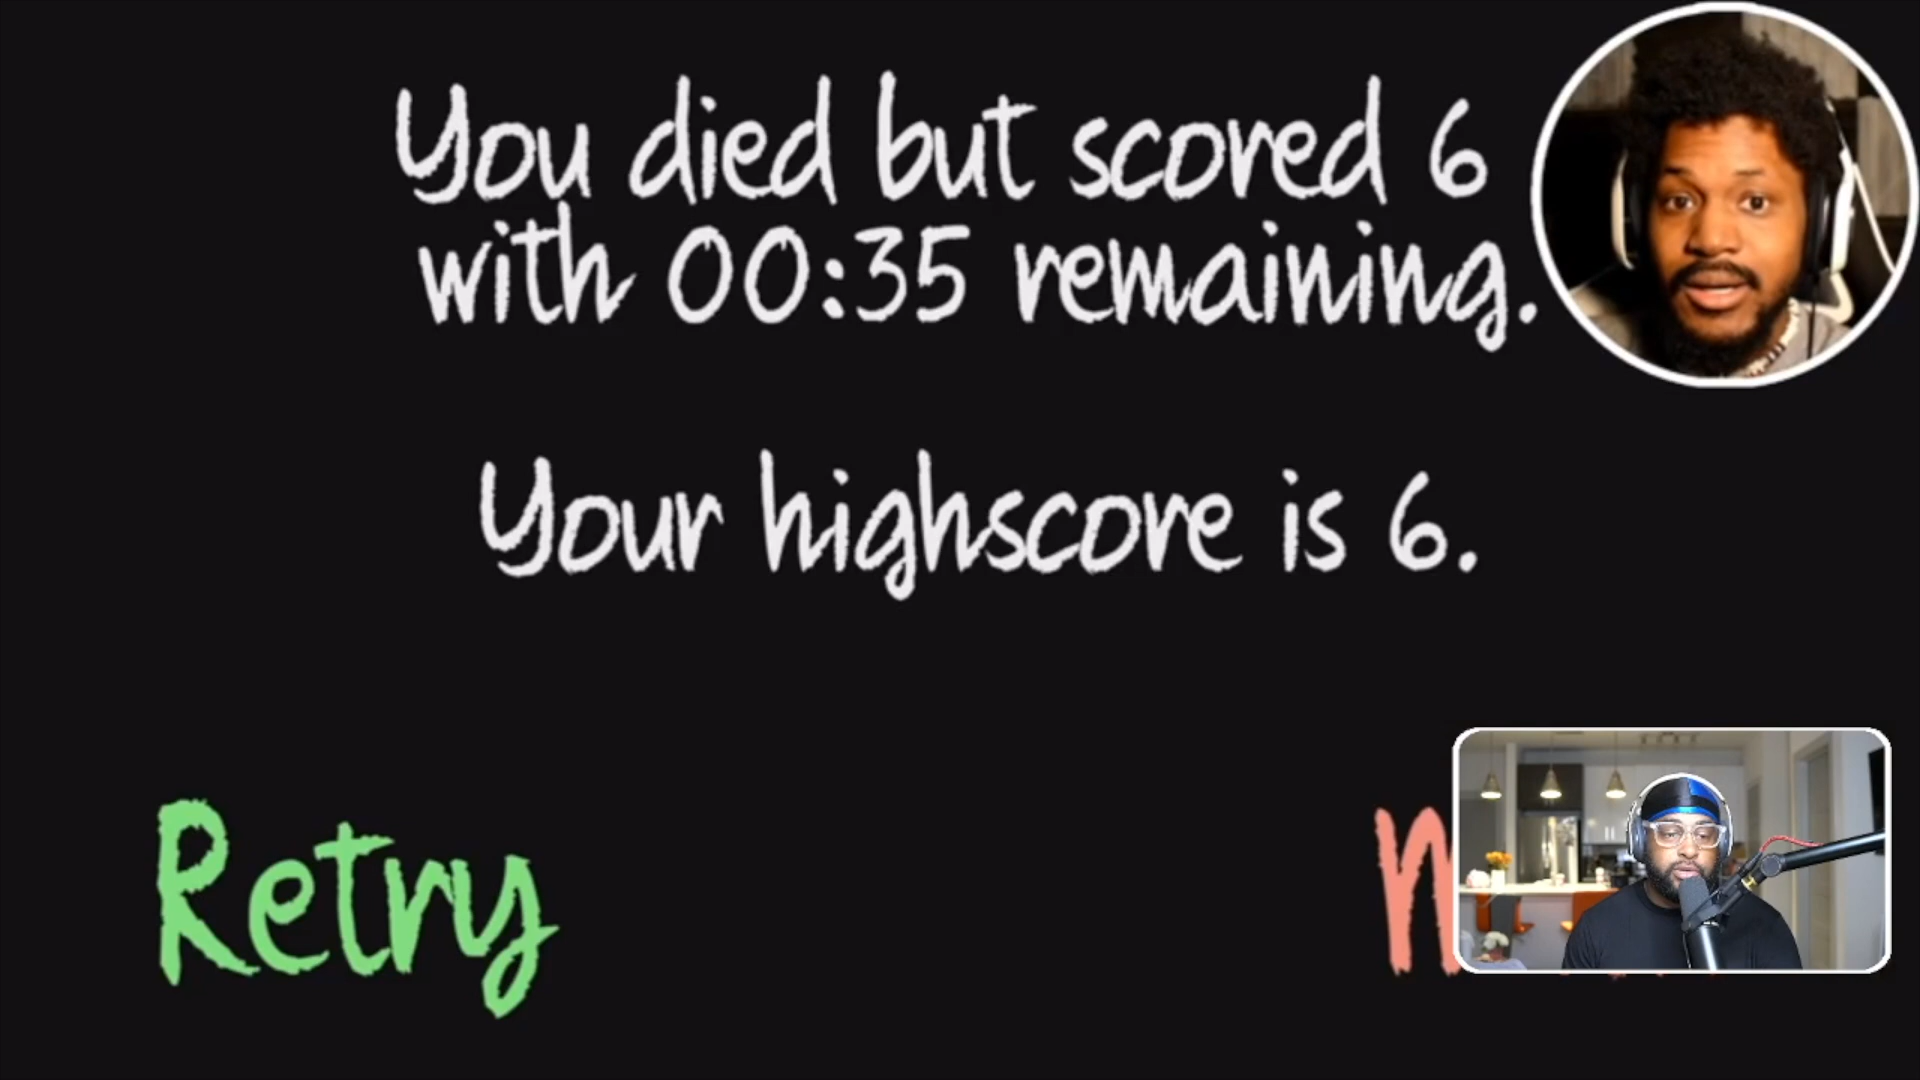 You died but scored 6
with 00:35 remaining.
Your highscore is 6.
Retry